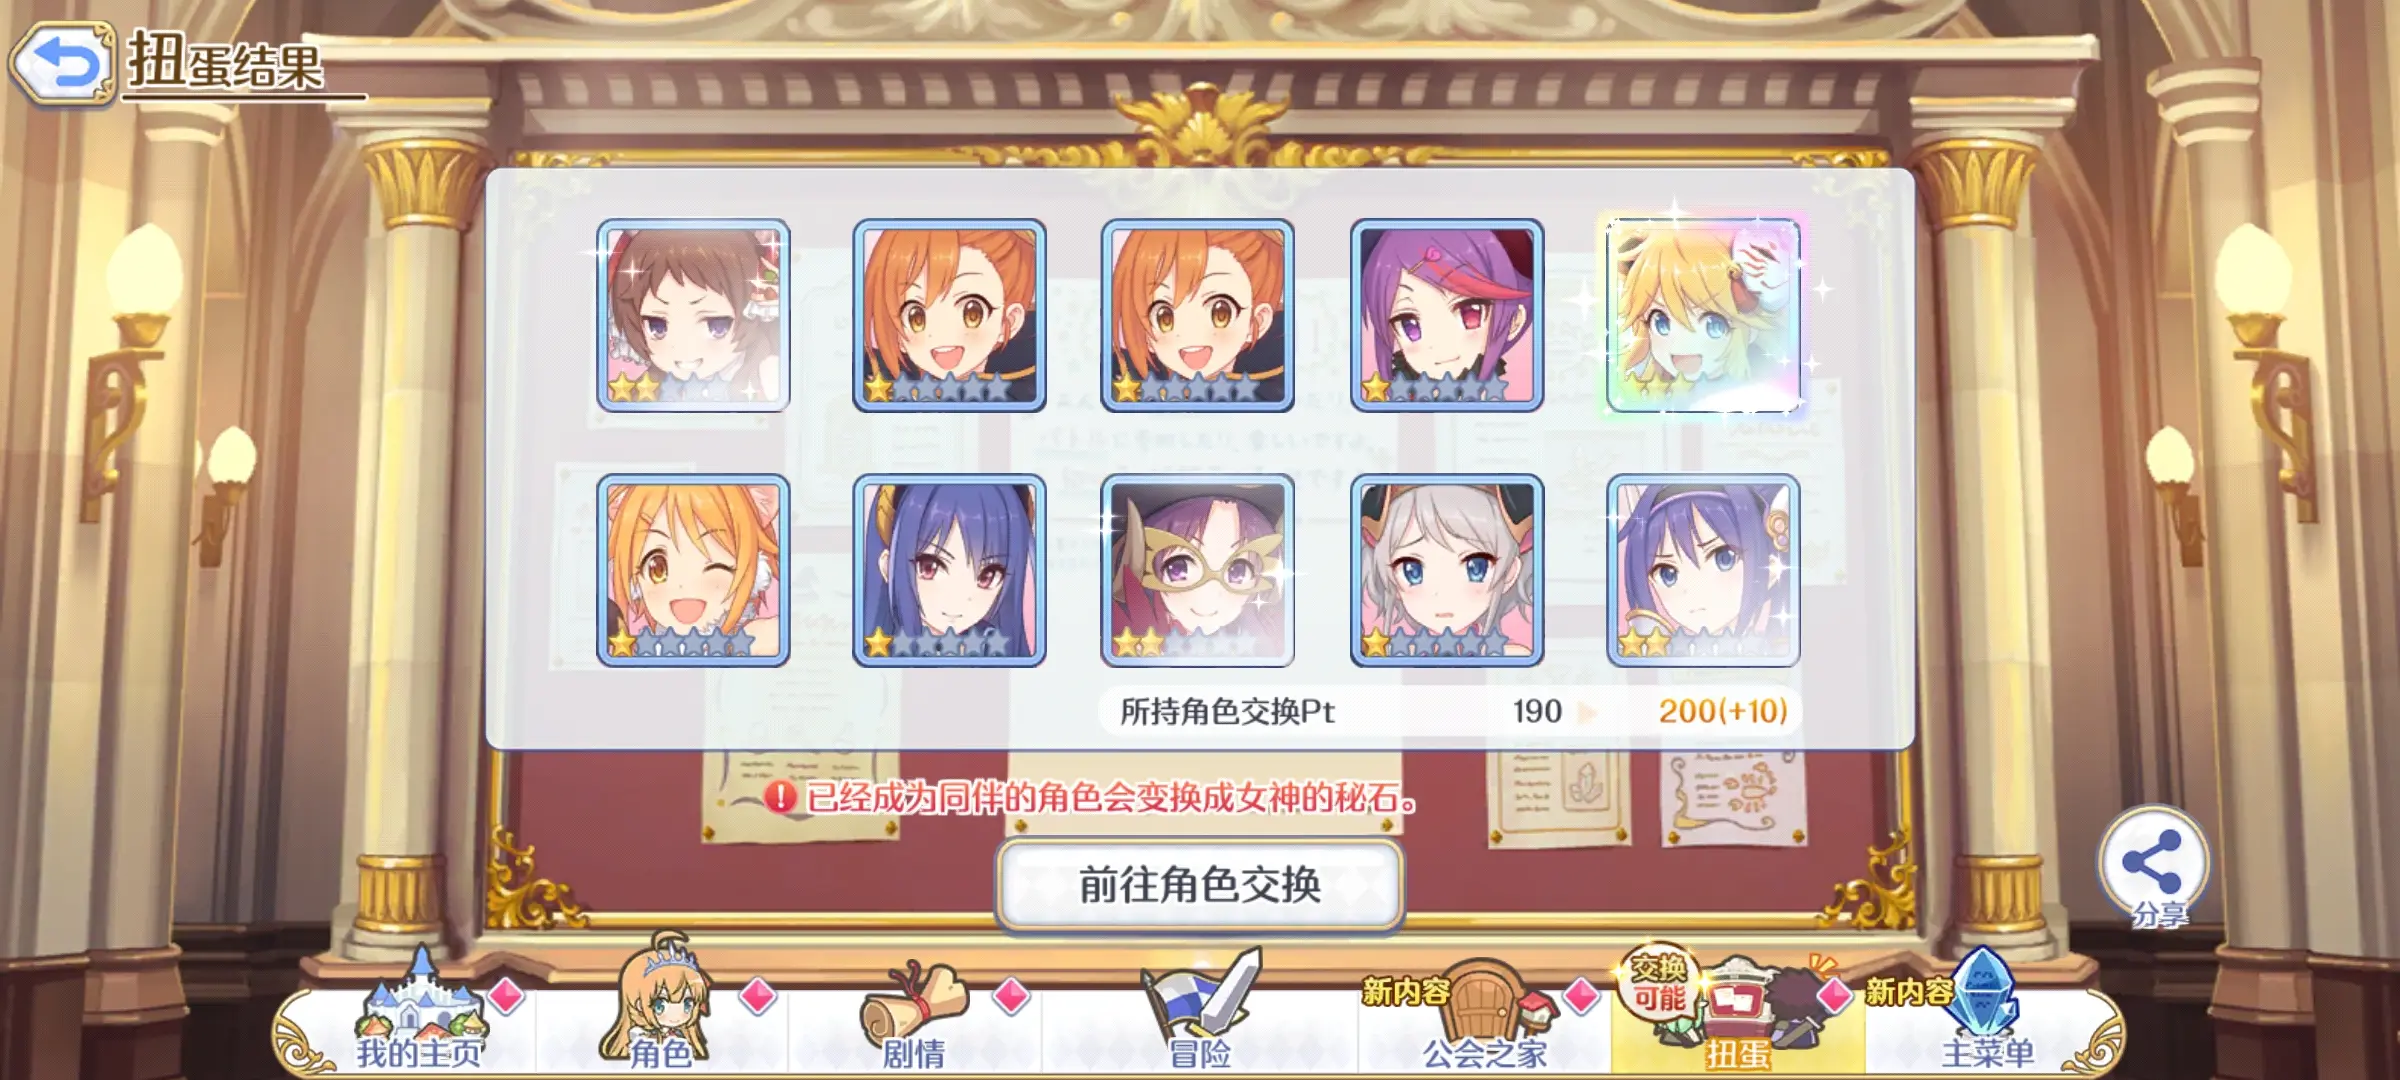 扭蛋结果
所持角色交换Pt 190 200(+10)
已经成为同伴的角色会变换成女神的秘石。
前往角色交换
分享
我的主页
角色
剧情
冒险
新内容
公会之家
交换
可能
扭蛋
新内容
主菜单